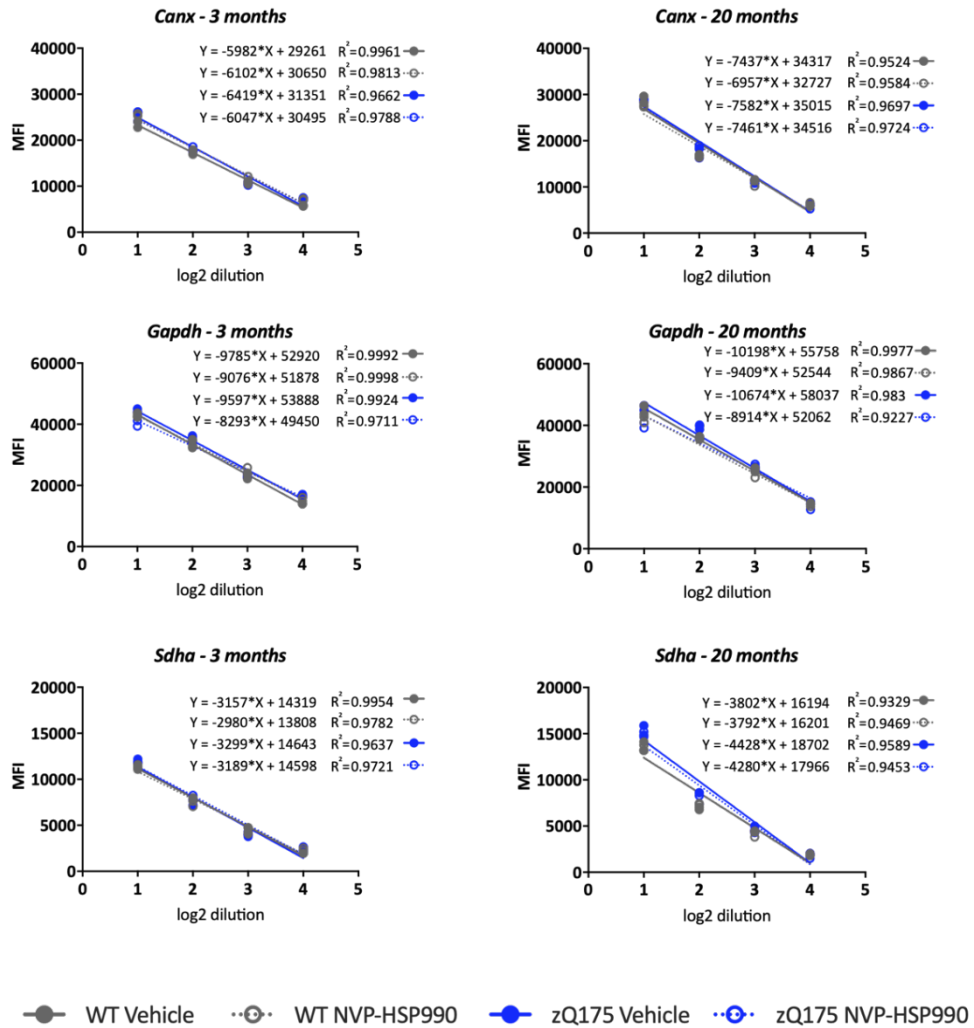 Canx - 3 months
Y = -5982*X + 29261 R²=0.9961
Y = -6102*X + 30650 R²=0.9813
Y = -6419*X + 31351 R²=0.9662
Y = -6047*X + 30495 R²=0.9788
MFI
40000
30000
20000
10000
0
0 1 2 3 4 5
log2 dilution
Canx - 20 months
Y = -7437*X + 34317 R²=0.9524
Y = -6957*X + 32727 R²=0.9584
Y = -7582*X + 35015 R²=0.9697
Y = -7461*X + 34516 R²=0.9724
MFI
40000
30000
20000
10000
0
0 1 2 3 4 5
log2 dilution
Gapdh - 3 months
Y = -9785*X + 52920 R²=0.9992
Y = -9076*X + 51878 R²=0.9998
Y = -9597*X + 53888 R²=0.9924
Y = -8293*X + 49450 R²=0.9711
MFI
60000
40000
20000
0
0 1 2 3 4 5
log2 dilution
Gapdh - 20 months
Y = -10198*X + 55758 R²=0.9977
Y = -9409*X + 52544 R²=0.9867
Y = -10674*X + 58037 R²=0.983
Y = -8914*X + 52062 R²=0.9227
MFI
60000
40000
20000
0
0 1 2 3 4 5
log2 dilution
Sdha - 3 months
Y = -3157*X + 14319 R²=0.9954
Y = -2980*X + 13808 R²=0.9782
Y = -3299*X + 14643 R²=0.9637
Y = -3189*X + 14598 R²=0.9721
MFI
20000
15000
10000
5000
0
0 1 2 3 4 5
log2 dilution
Sdha - 20 months
Y = -3802*X + 16194 R²=0.9329
Y = -3792*X + 16201 R²=0.9469
Y = -4428*X + 18702 R²=0.9589
Y = -4280*X + 17966 R²=0.9453
MFI
20000
15000
10000
5000
0
0 1 2 3 4 5
log2 dilution
WT Vehicle WT NVP-HSP990 zQ175 Vehicle zQ175 NVP-HSP990